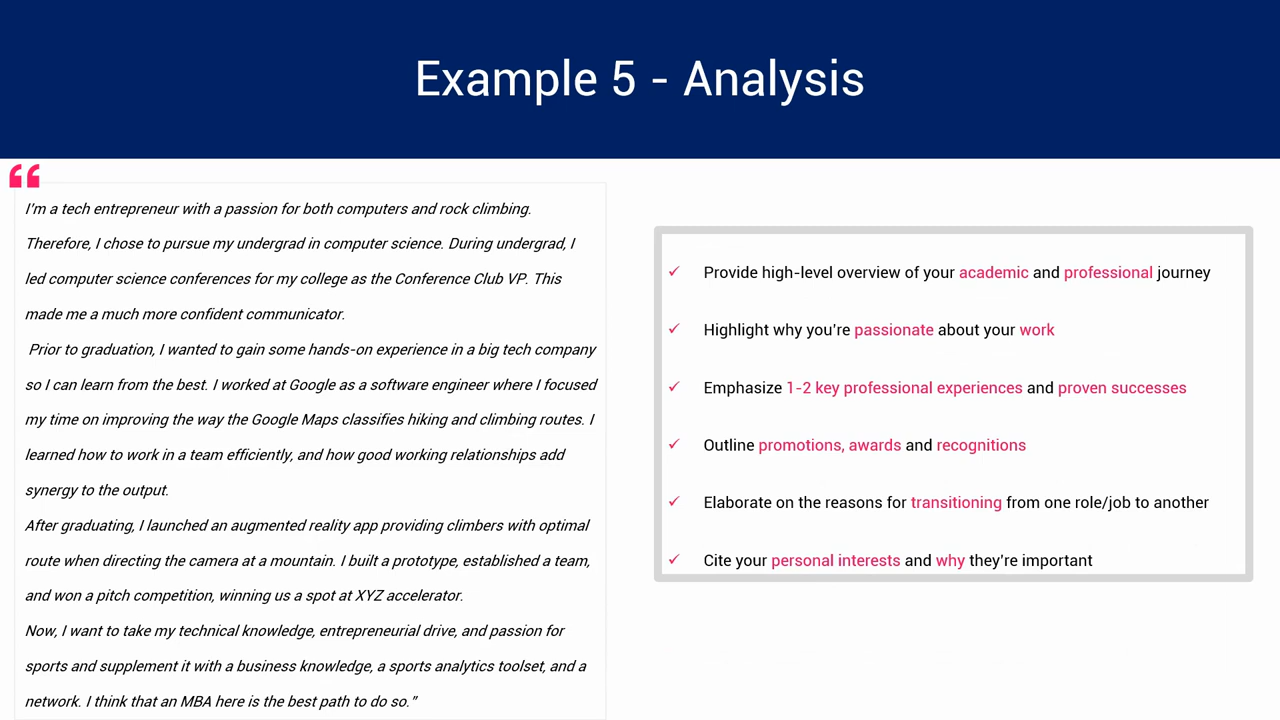 Example 5 - Analysis
“
I'm a tech entrepreneur with a passion for both computers and rock climbing.
Therefore, I chose to pursue my undergrad in computer science. During undergrad, I
led computer science conferences for my college as the Conference Club VP. This
made me a much more confident communicator.
Prior to graduation, I wanted to gain some hands-on experience in a big tech company
so I can learn from the best. I worked at Google as a software engineer where I focused
my time on improving the way the Google Maps classifies hiking and climbing routes. I
learned how to work in a team efficiently, and how good working relationships add
synergy to the output.
After graduating, I launched an augmented reality app providing climbers with optimal
route when directing the camera at a mountain. I built a prototype, established a team,
and won a pitch competition, winning us a spot at XYZ accelerator.
Now, I want to take my technical knowledge, entrepreneurial drive, and passion for
sports and supplement it with a business knowledge, a sports analytics toolset, and a
network. I think that an MBA here is the best path to do so.”
✓ Provide high-level overview of your academic and professional journey
✓ Highlight why you're passionate about your work
✓ Emphasize 1-2 key professional experiences and proven successes
✓ Outline promotions, awards and recognitions
✓ Elaborate on the reasons for transitioning from one role/job to another
✓ Cite your personal interests and why they're important